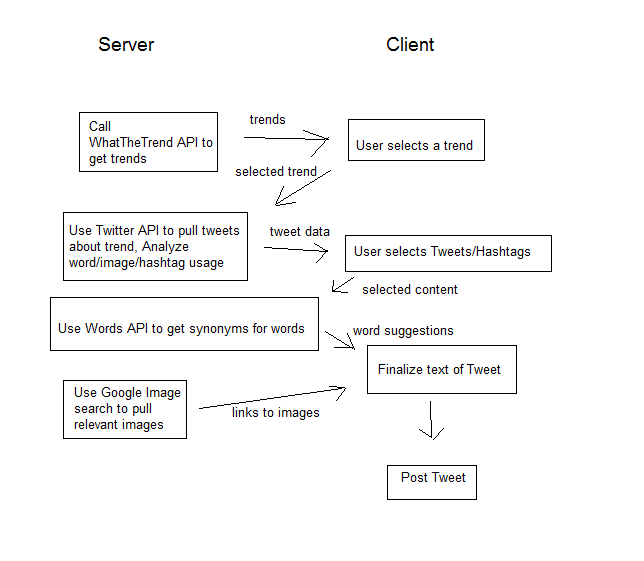 Server
Client
Call
WhatTheTrend API to
get trends
trends
User selects a trend
selected trend
Use Twitter API to pull tweets
about trend, Analyze
word/image/hashtag usage
tweet data
User selects Tweets/Hashtags
selected content
Use Words API to get synonyms for words
word suggestions
Finalize text of Tweet
Use Google Image
search to pull
relevant images
links to images
Post Tweet